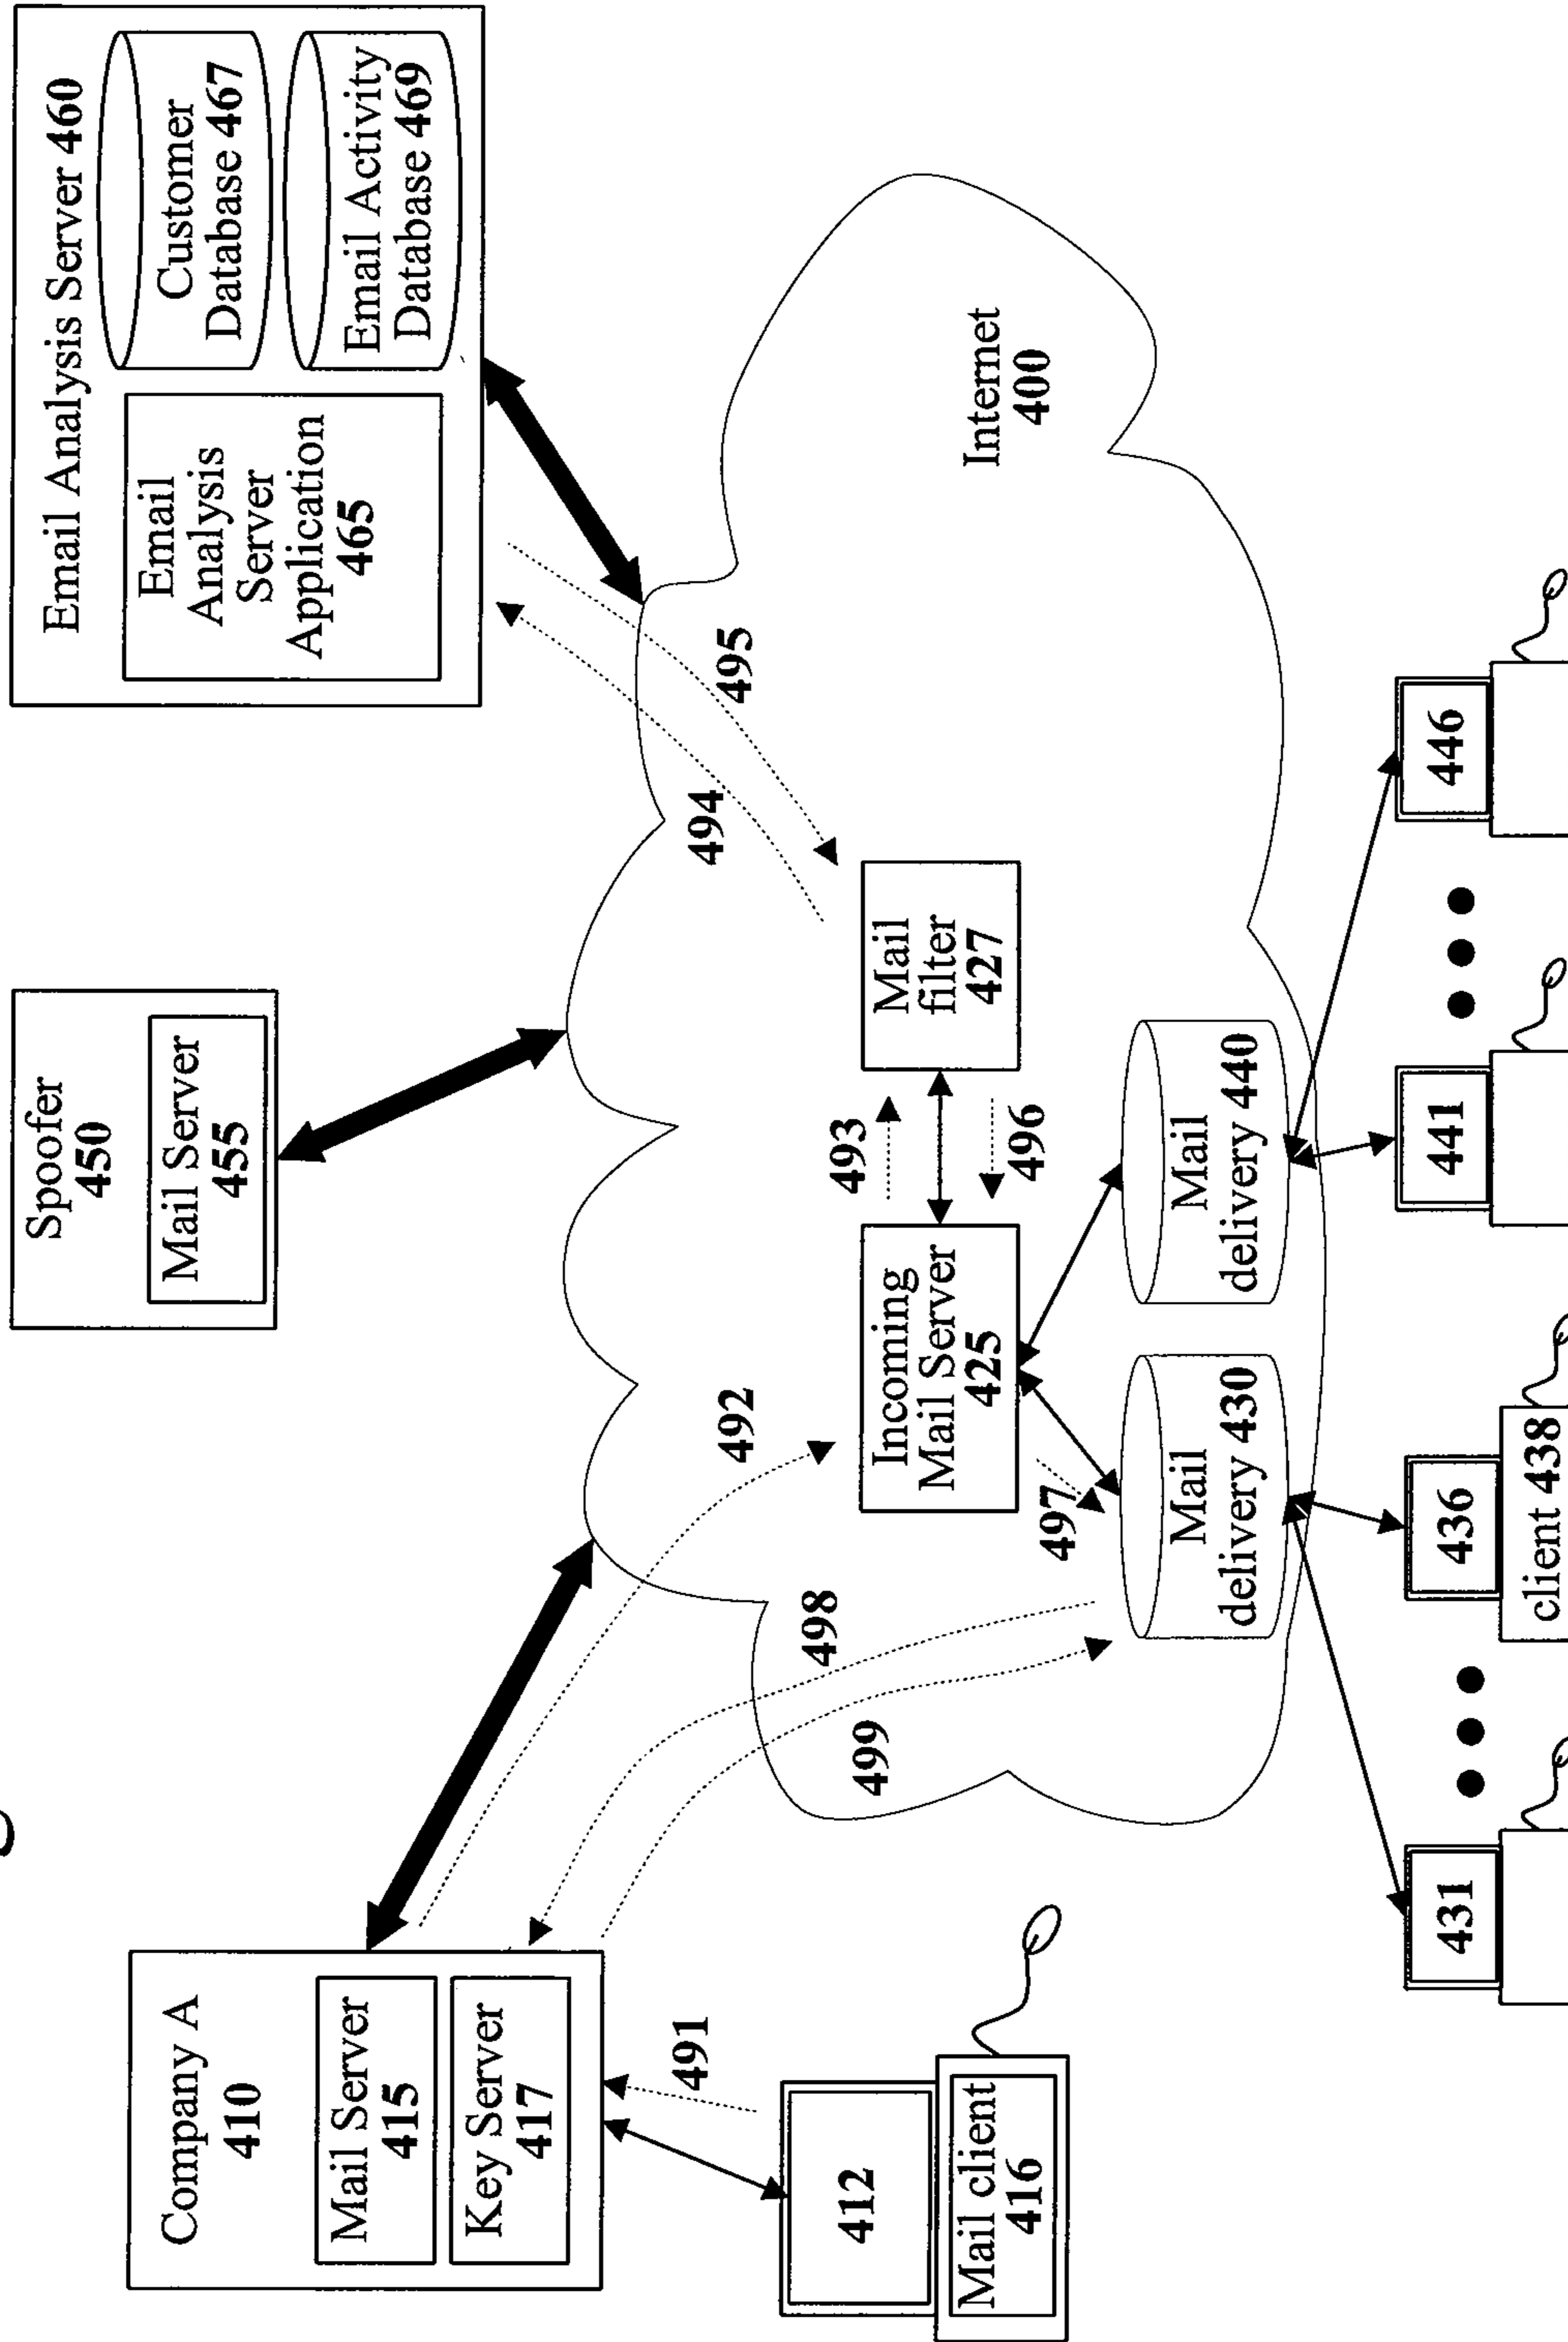 Company A
410
Mail Server
415
Key Server
417
491
412
Mail client
416
Spoofer
450
Mail Server
455
Email Analysis Server 460
Email
Analysis
Server
Application
465
Customer
Database 467
Email Activity
Database 469
492
498
499
494
495
Internet
400
Incoming
Mail Server
425
493
496
Mail
filter
427
497
Mail
delivery 430
Mail
delivery 440
431
436
client 438
441
446